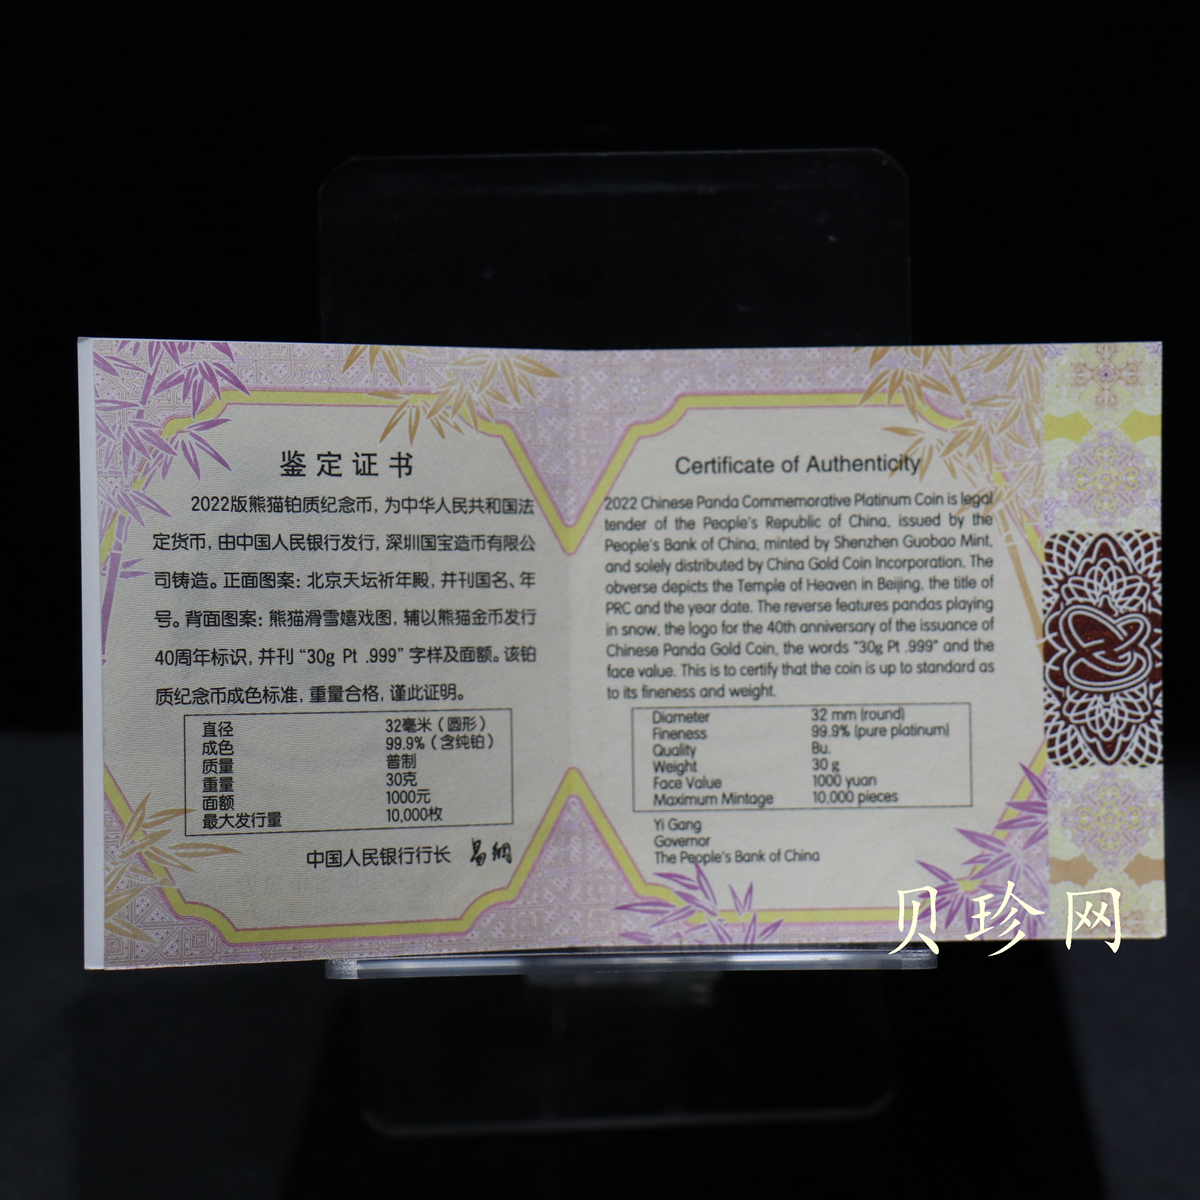 鉴定证书
2022版熊猫铂质纪念币，为中华人民共和国法
定货币，由中国人民银行发行，深圳国宝造币有限公
司铸造。正面图案：北京天坛祈年殿，并刊国名、年
号。背面图案：熊猫滑雪嬉戏图，辅以熊猫金币发行
40周年标识，并刊“30g Pt .999”字样及面额。该铂
质纪念币成色标准，重量合格，谨此证明。
直径 32毫米（圆形）
成色 99.9%（含纯铂）
质量 普制
重量 30克
面额 1000元
最大发行量 10,000枚
中国人民银行行长 易纲
Certificate of Authenticity
2022 Chinese Panda Commemorative Platinum Coin is legal
tender of the People's Republic of China, issued by the
People's Bank of China, minted by Shenzhen Guobao Mint,
and solely distributed by China Gold Coin Incorporation. The
obverse depicts the Temple of Heaven in Beijing, the title of
PRC and the year date. The reverse features pandas playing
in snow, the logo for the 40th anniversary of the issuance of
Chinese Panda Gold Coin, the words "30g Pt .999" and the
face value. This is to certify that the coin is up to standard as
to its fineness and weight.
Diameter 32 mm (round)
Fineness 99.9% (pure platinum)
Quality Bu.
Weight 30 g
Face Value 1000 yuan
Maximum Mintage 10,000 pieces
Yi Gang
Governor
The People's Bank of China
贝珍网